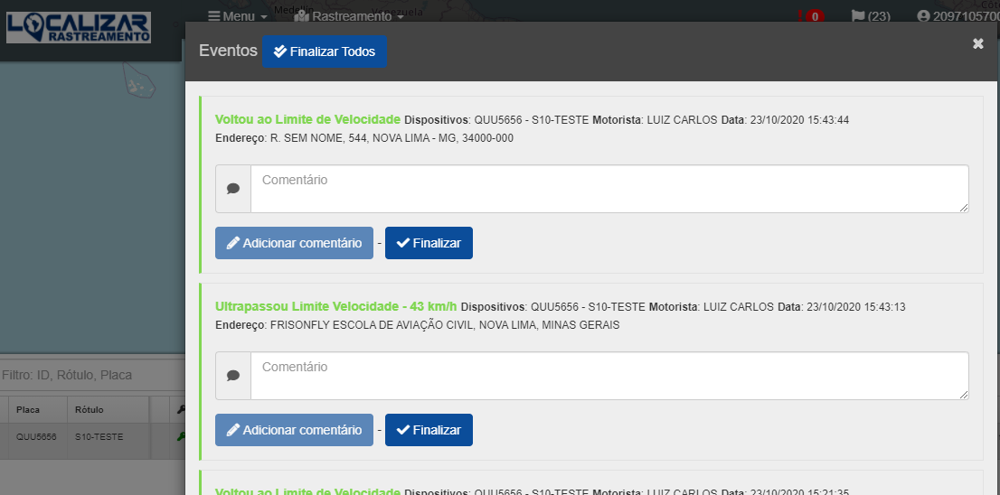 LOCALIZAR
RASTREAMENTO
Menu
Rastreamento
Medellín
Venezuela
0
(23)
2097105700
Eventos
Finalizar Todos
Voltou ao Limite de Velocidade Dispositivos: QUU5656 - S10-TESTE Motorista: LUIZ CARLOS Data: 23/10/2020 15:43:44
Endereço: R. SEM NOME, 544, NOVA LIMA - MG, 34000-000
Comentário
Adicionar comentário - Finalizar
Ultrapassou Limite Velocidade - 43 km/h Dispositivos: QUU5656 - S10-TESTE Motorista: LUIZ CARLOS Data: 23/10/2020 15:43:13
Endereço: FRISONFLY ESCOLA DE AVIAÇÃO CIVIL, NOVA LIMA, MINAS GERAIS
Comentário
Adicionar comentário - Finalizar
Voltou ao Limite de Velocidade Dispositivos: QUU5656 - S10-TESTE Motorista: LUIZ CARLOS Data: 23/10/2020 15:21:35
Filtro: ID, Rótulo, Placa
Placa Rótulo
QUU5656 S10-TESTE